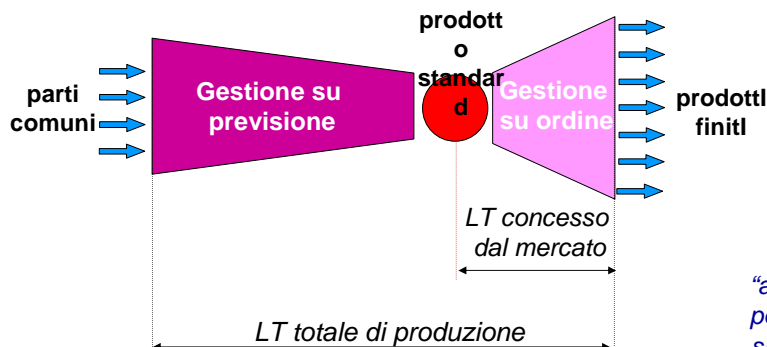 prodott
o
standar
d
parti
comuni
Gestione su
previsione
Gestione
su ordine
prodottI
finitI
LT concesso
dal mercato
LT totale di produzione
“a